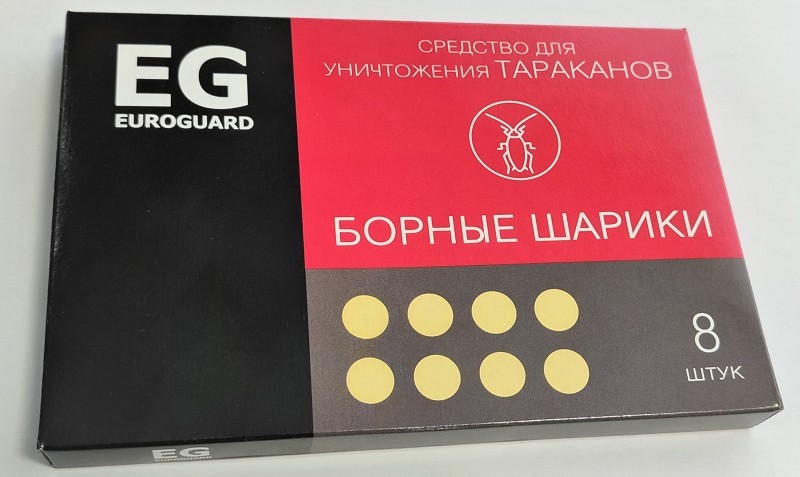 EG
EUROGUARD
СРЕДСТВО ДЛЯ
УНИЧТОЖЕНИЯ ТАРАКАНОВ
БОРНЫЕ ШАРИКИ
8
ШТУК
EG
EUROGUARD